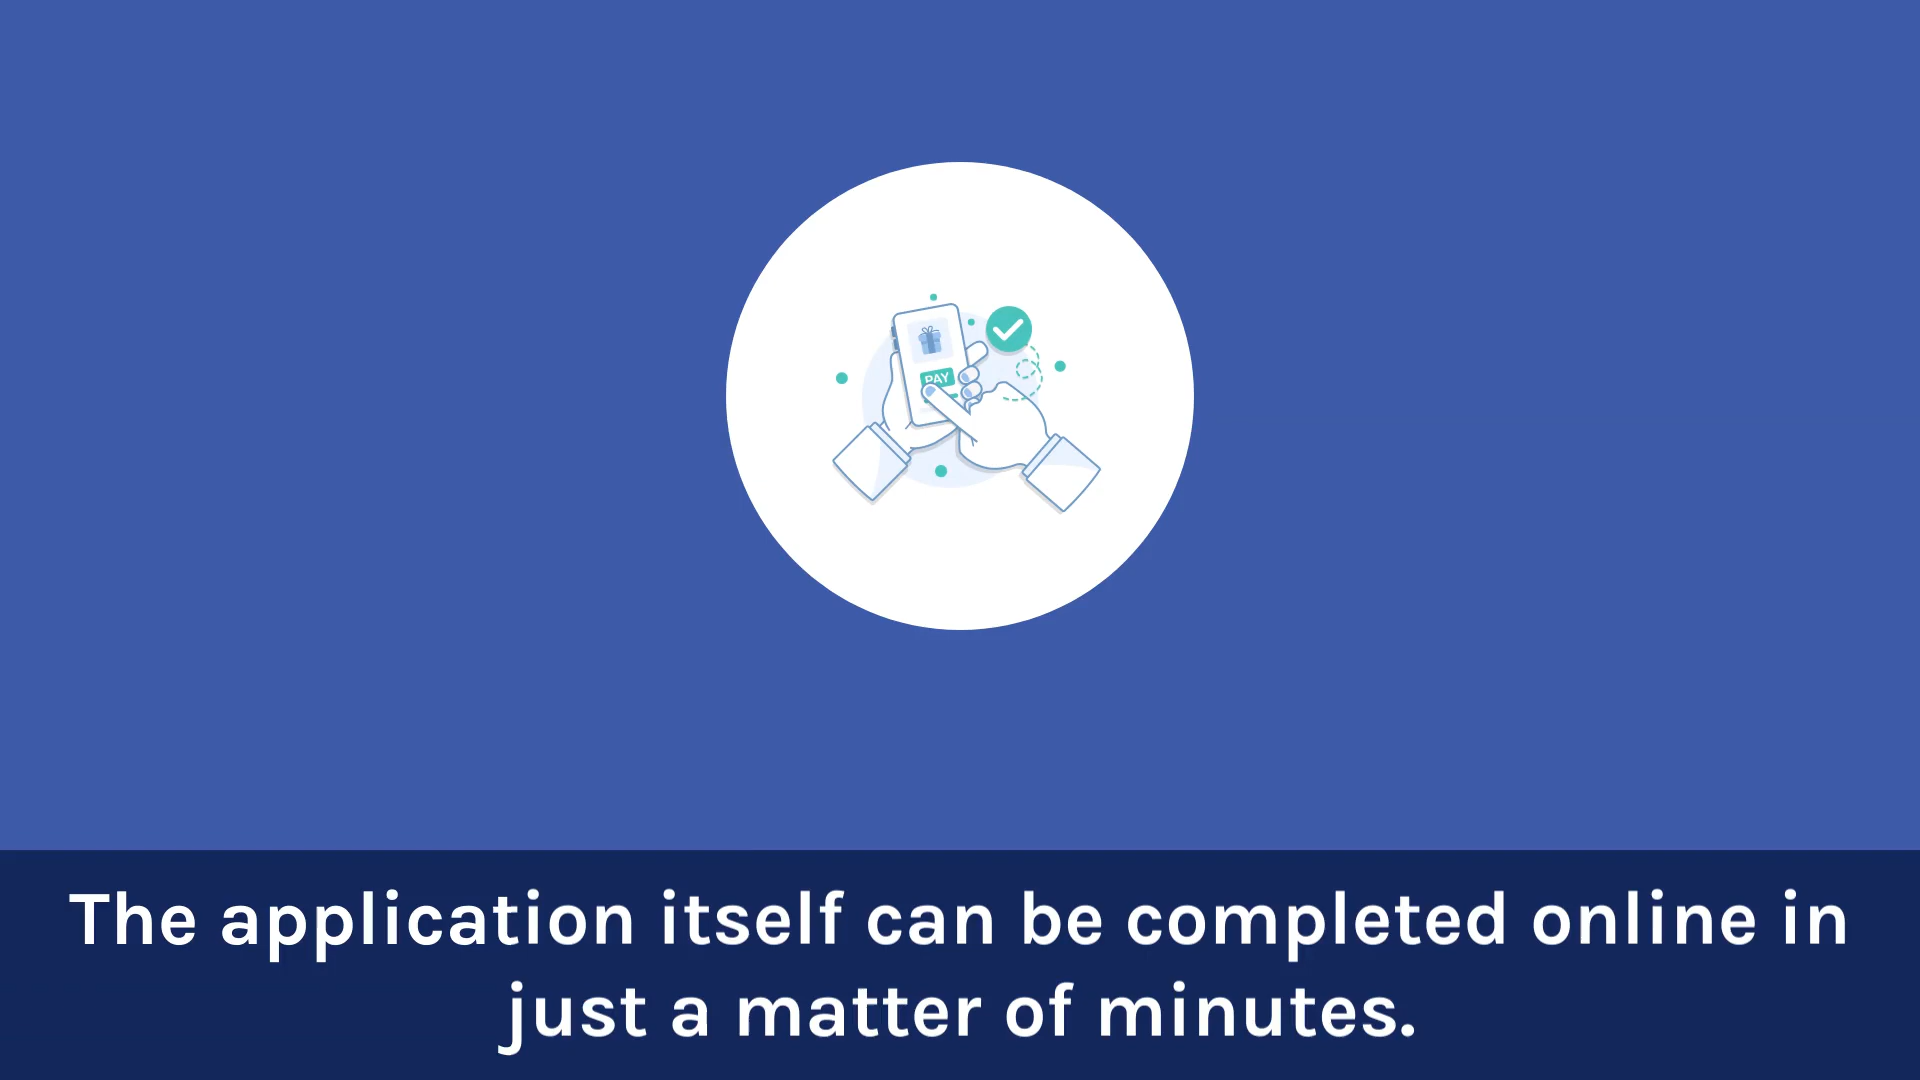 PAY
The application itself can be completed online in
just a matter of minutes.